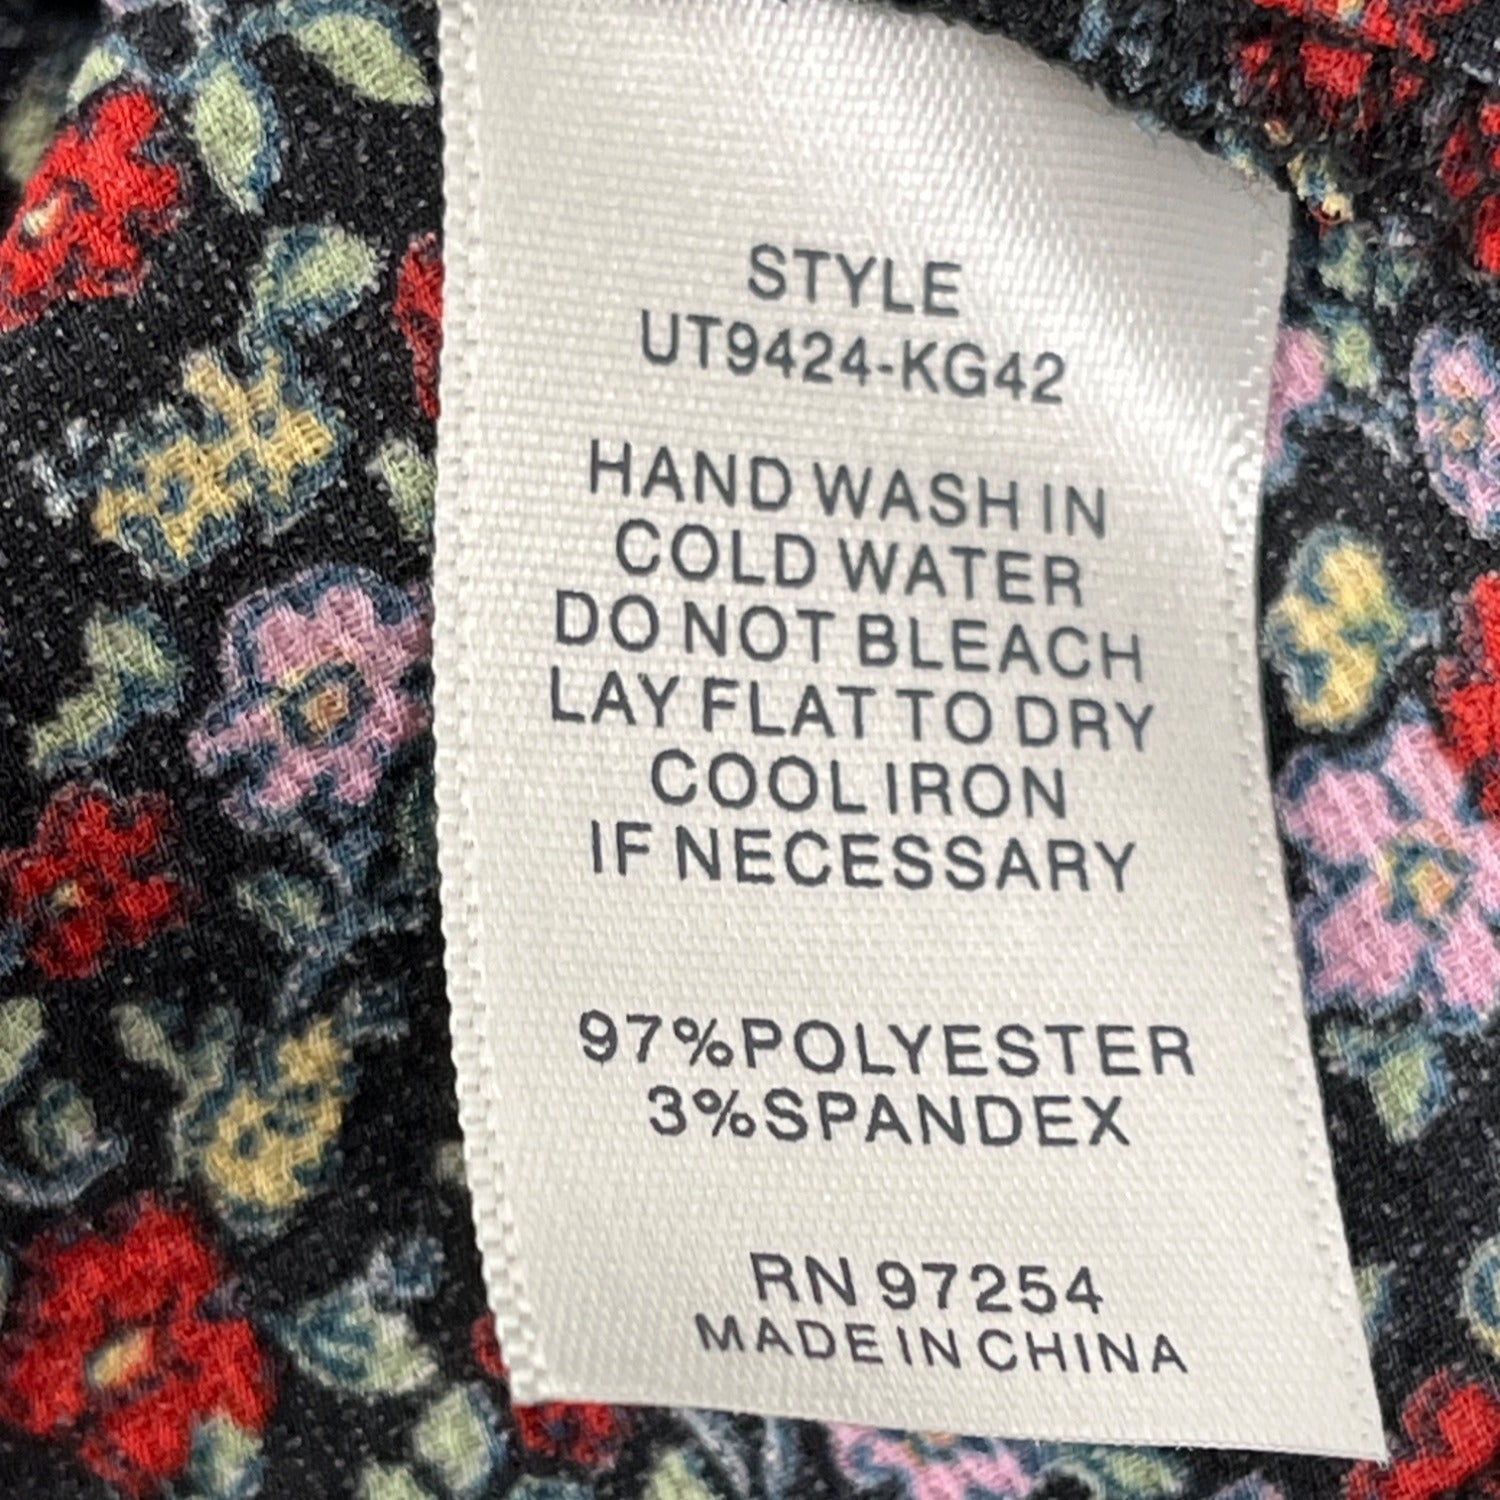 STYLE
UT9424-KG42
HAND WASH IN
COLD WATER
DO NOT BLEACH
LAY FLAT TO DRY
COOL IRON
IF NECESSARY
97%POLYESTER
3%SPANDEX
RN 97254
MADE IN CHINA